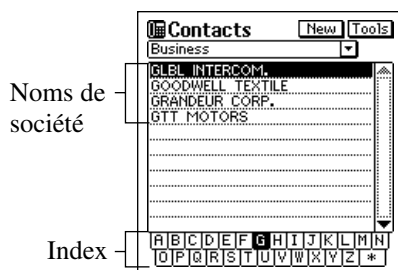 Contacts New Tools
Business
GLBL INTERCOM.
GOODWELL TEXTILE
GRANDEUR CORP.
GTT MOTORS
Noms de
société
Index
A B C D E F G H I J K L M N
O P Q R S T U V W X Y Z *